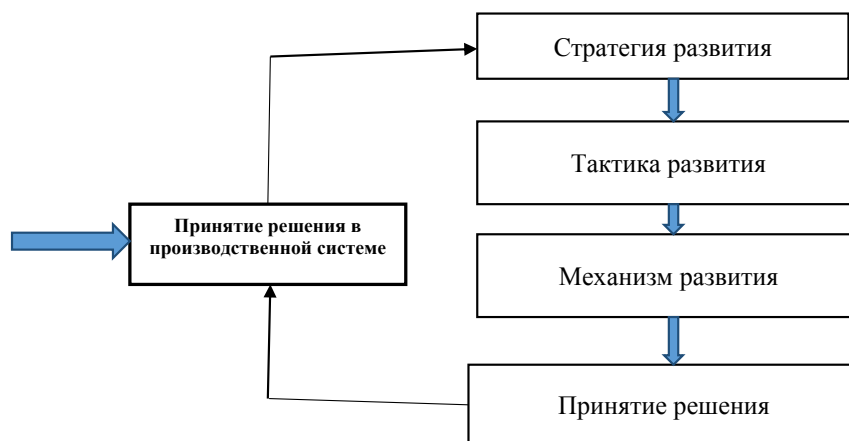 Стратегия развития
Тактика развития
Принятие решения в
производственной системе
Механизм развития
Принятие решения